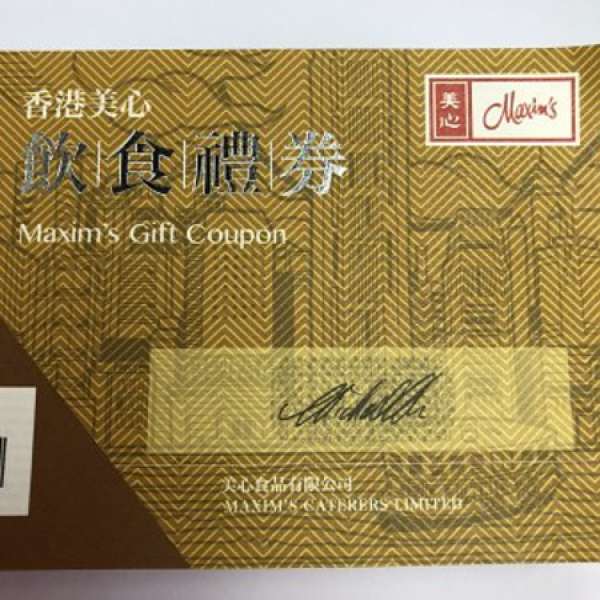 香港美心
飲食禮券
Maxim's Gift Coupon
美心
Maxim's
美心食品有限公司
MAXIM'S CATERERS LIMITED